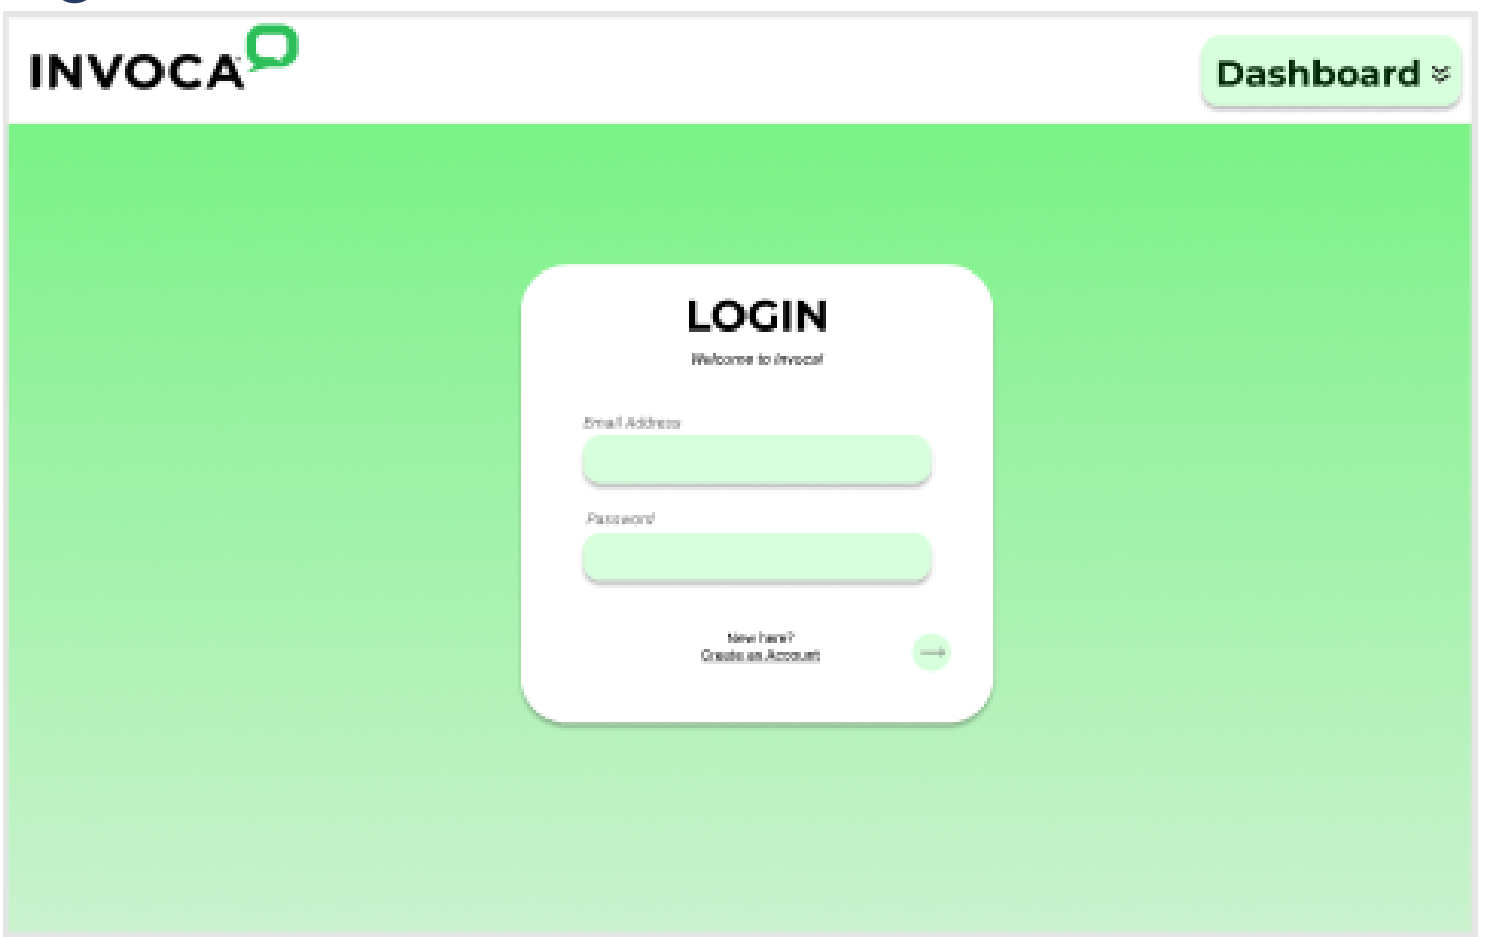 INVOCA
Dashboard
LOGIN
Welcome to Invoca!
Email Address
Password
New here?
Create an Account